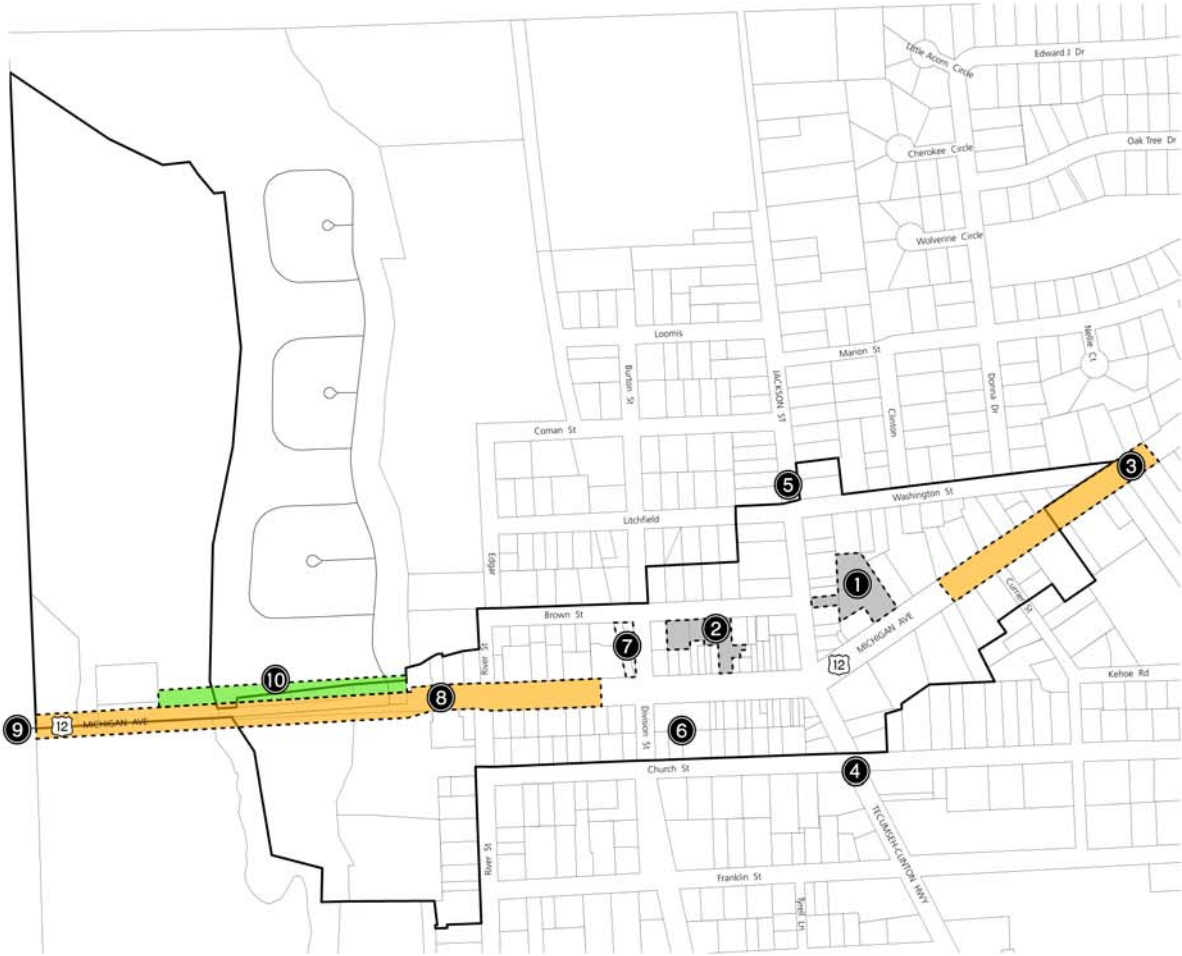 Little Acorn Circle
Edward J Dr
Cherokee Circle
Oak Tree Dr
Wolverine Circle
Loomis
Marion St
Nellie Ct
Burton St
JACKSON ST
Donna Dr
Clinton
Coman St
3
5
Washington St
Litchfield
Edgar
1
Currier St
Brown St
2
MICHIGAN AVE
7
River St
12
Kehoe Rd
10
8
9
12
MICHIGAN AVE
Division St
6
Church St
4
TECUMSEH-CLINTON HWY
River St
Franklin St
Tyrell Ln